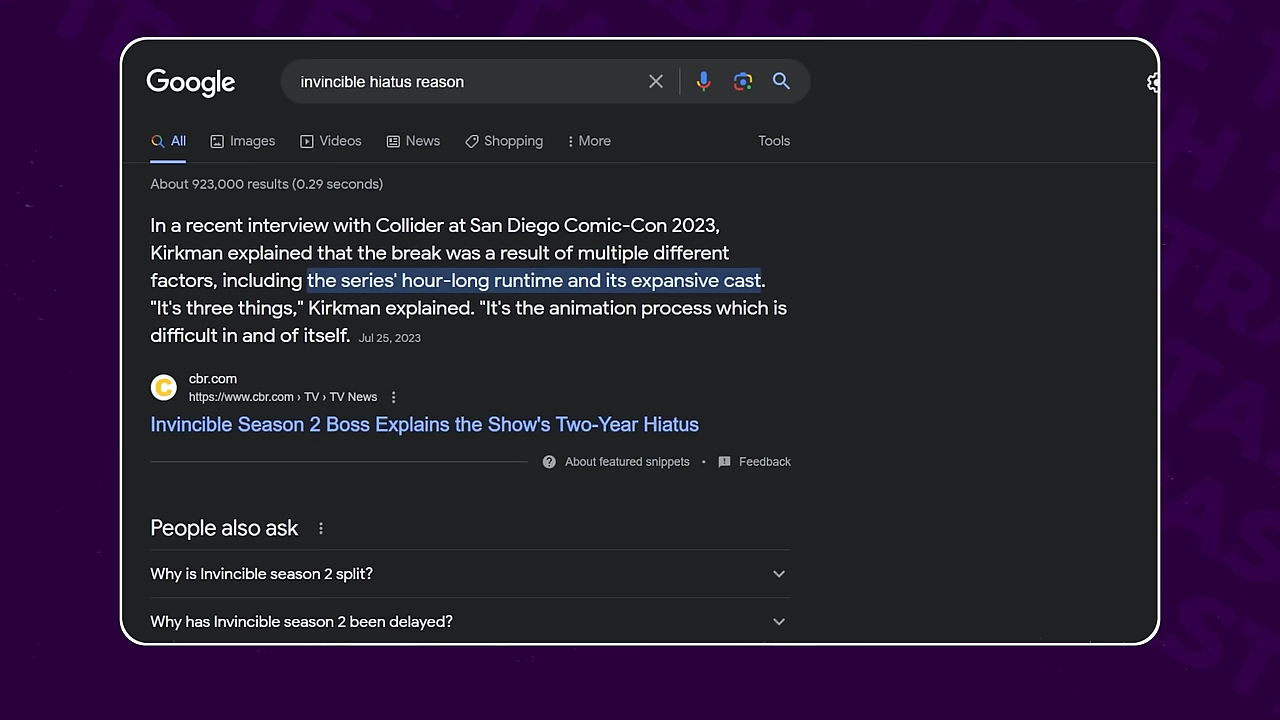 Google
invincible hiatus reason
All Images Videos News Shopping More Tools
About 923,000 results (0.29 seconds)
In a recent interview with Collider at San Diego Comic-Con 2023,
Kirkman explained that the break was a result of multiple different
factors, including the series' hour-long runtime and its expansive cast.
"It's three things," Kirkman explained. "It's the animation process which is
difficult in and of itself. Jul 25, 2023
cbr.com
https://www.cbr.com › TV › TV News
Invincible Season 2 Boss Explains the Show's Two-Year Hiatus
About featured snippets • Feedback
People also ask
Why is Invincible season 2 split?
Why has Invincible season 2 been delayed?